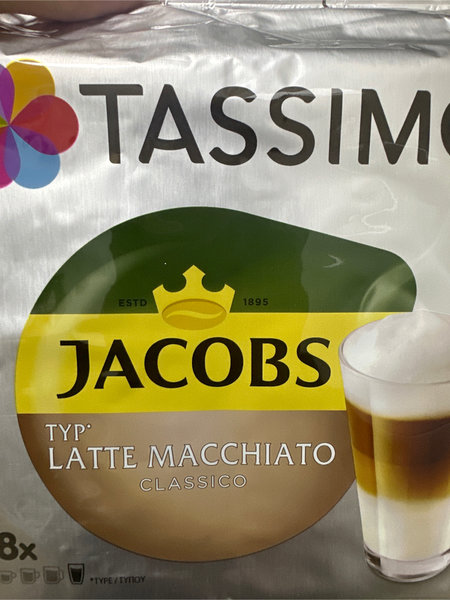 TASSIMO
ESTD 1895
JACOBS
TYP*
LATTE MACCHIATO
CLASSICO
8x
*TYPE / ΤΥΠΟΥ